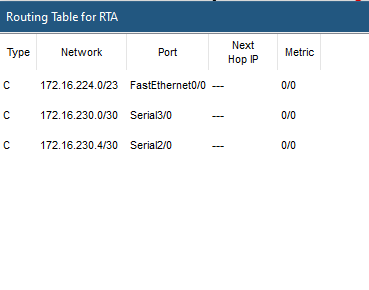 Routing Table for RTA
Type Network Port Next Hop IP Metric
C 172.16.224.0/23 FastEthernet0/0 --- 0/0
C 172.16.230.0/30 Serial3/0 --- 0/0
C 172.16.230.4/30 Serial2/0 --- 0/0